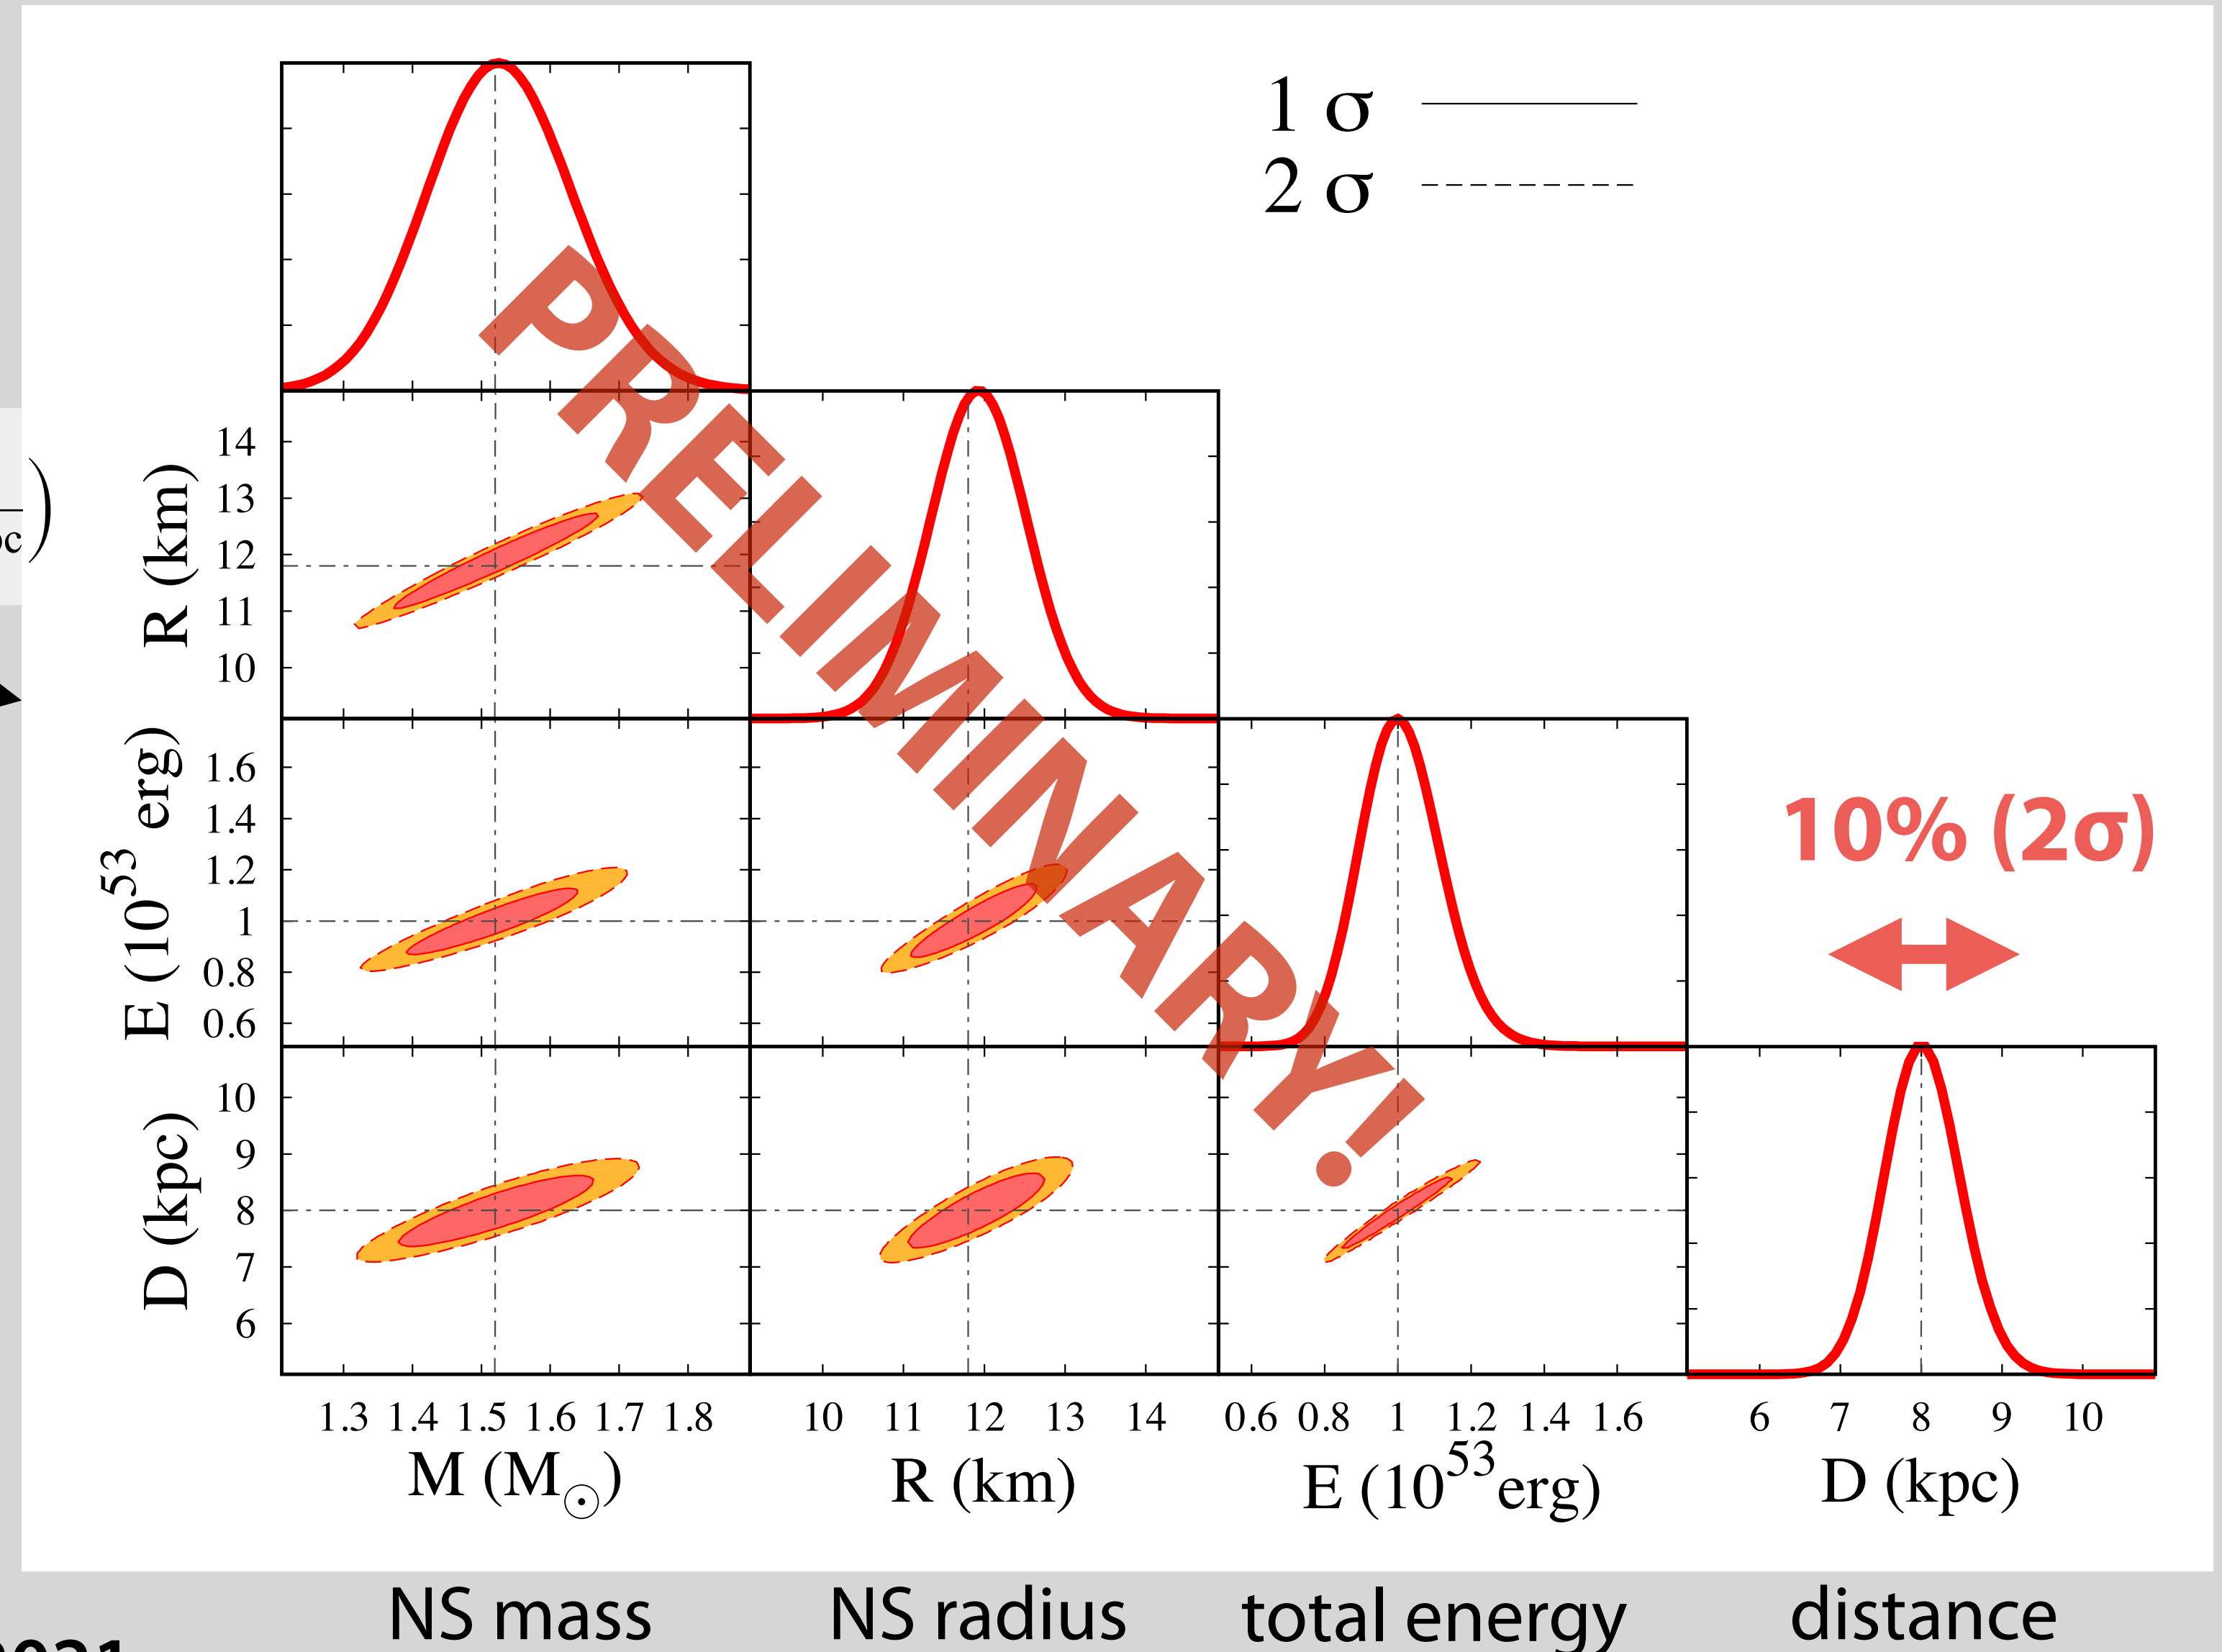 1 σ
2 σ
PRELIMINARY!
R (km)
14
13
12
11
10
E (10^53 erg)
1.6
1.4
1.2
1
0.8
0.6
10% (2σ)
D (kpc)
10
9
8
7
6
1.3 1.4 1.5 1.6 1.7 1.8
10 11 12 13 14
0.6 0.8 1 1.2 1.4 1.6
6 7 8 9 10
M (M⊙)
R (km)
E (10^53 erg)
D (kpc)
NS mass
NS radius
total energy
distance